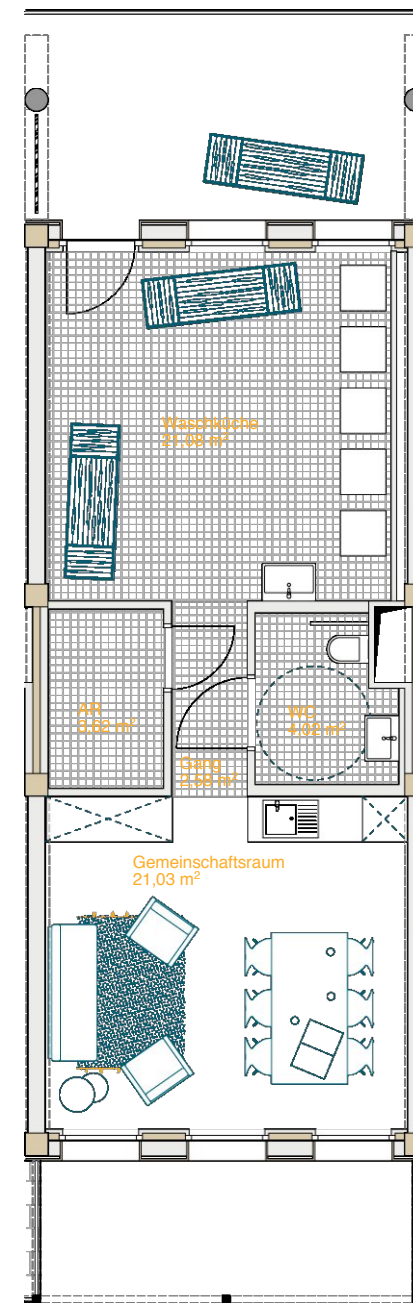 Waschküche
21,08 m²
AR
3,62 m²
WC
4,02 m²
Gang
2,58 m²
Gemeinschaftsraum
21,03 m²